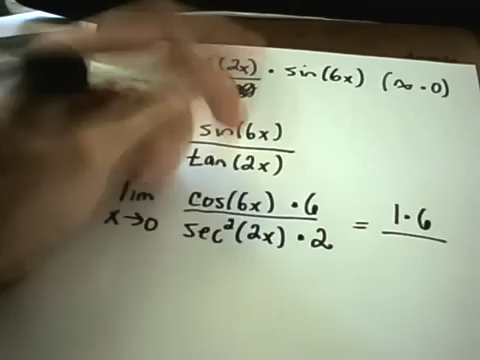 (2x) · sin(6x) (∞ · 0)
sin(6x)
tan(2x)
lim x→0 cos(6x) · 6
sec²(2x) · 2
= 1·6